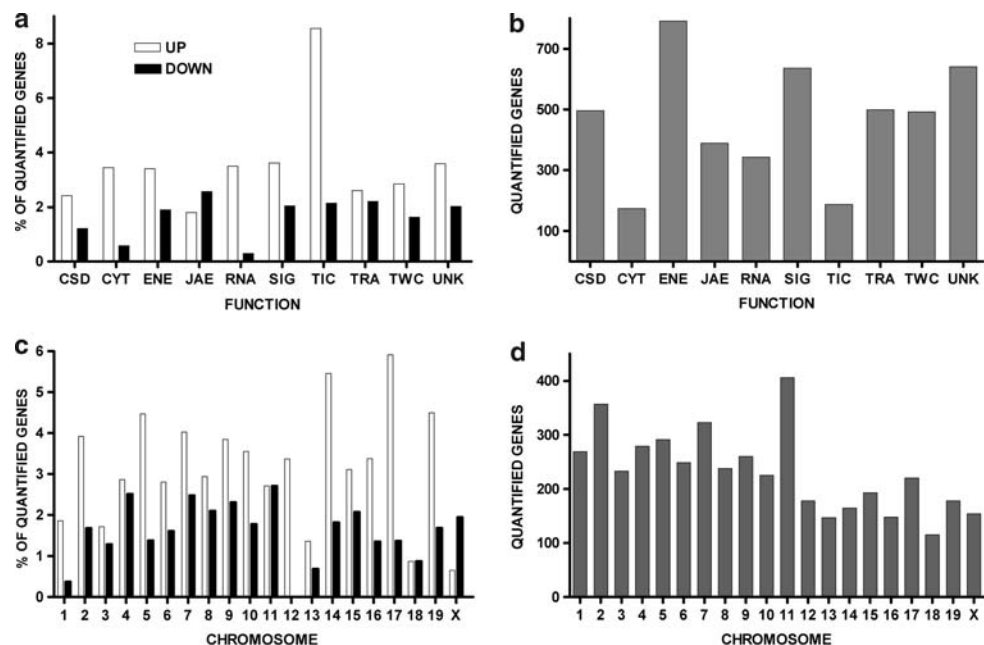 a
% OF QUANTIFIED GENES
8
6
4
2
0
UP
DOWN
CSD CYT ENE JAE RNA SIG TIC TRA TWC UNK
FUNCTION
b
QUANTIFIED GENES
700
500
300
100
CSD CYT ENE JAE RNA SIG TIC TRA TWC UNK
FUNCTION
c
% OF QUANTIFIED GENES
6
5
4
3
2
1
0
1 2 3 4 5 6 7 8 9 10 11 12 13 14 15 16 17 18 19 X
CHROMOSOME
d
QUANTIFIED GENES
400
300
200
100
1 2 3 4 5 6 7 8 9 10 11 12 13 14 15 16 17 18 19 X
CHROMOSOME